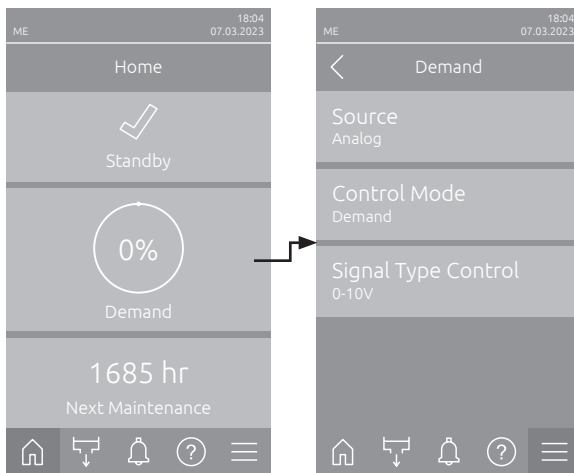 18:04
ME 07.03.2023
Home
Standby
0%
Demand
1685 hr
Next Maintenance
?
18:04
ME 07.03.2023
Demand
Source
Analog
Control Mode
Demand
Signal Type Control
0-10V
?